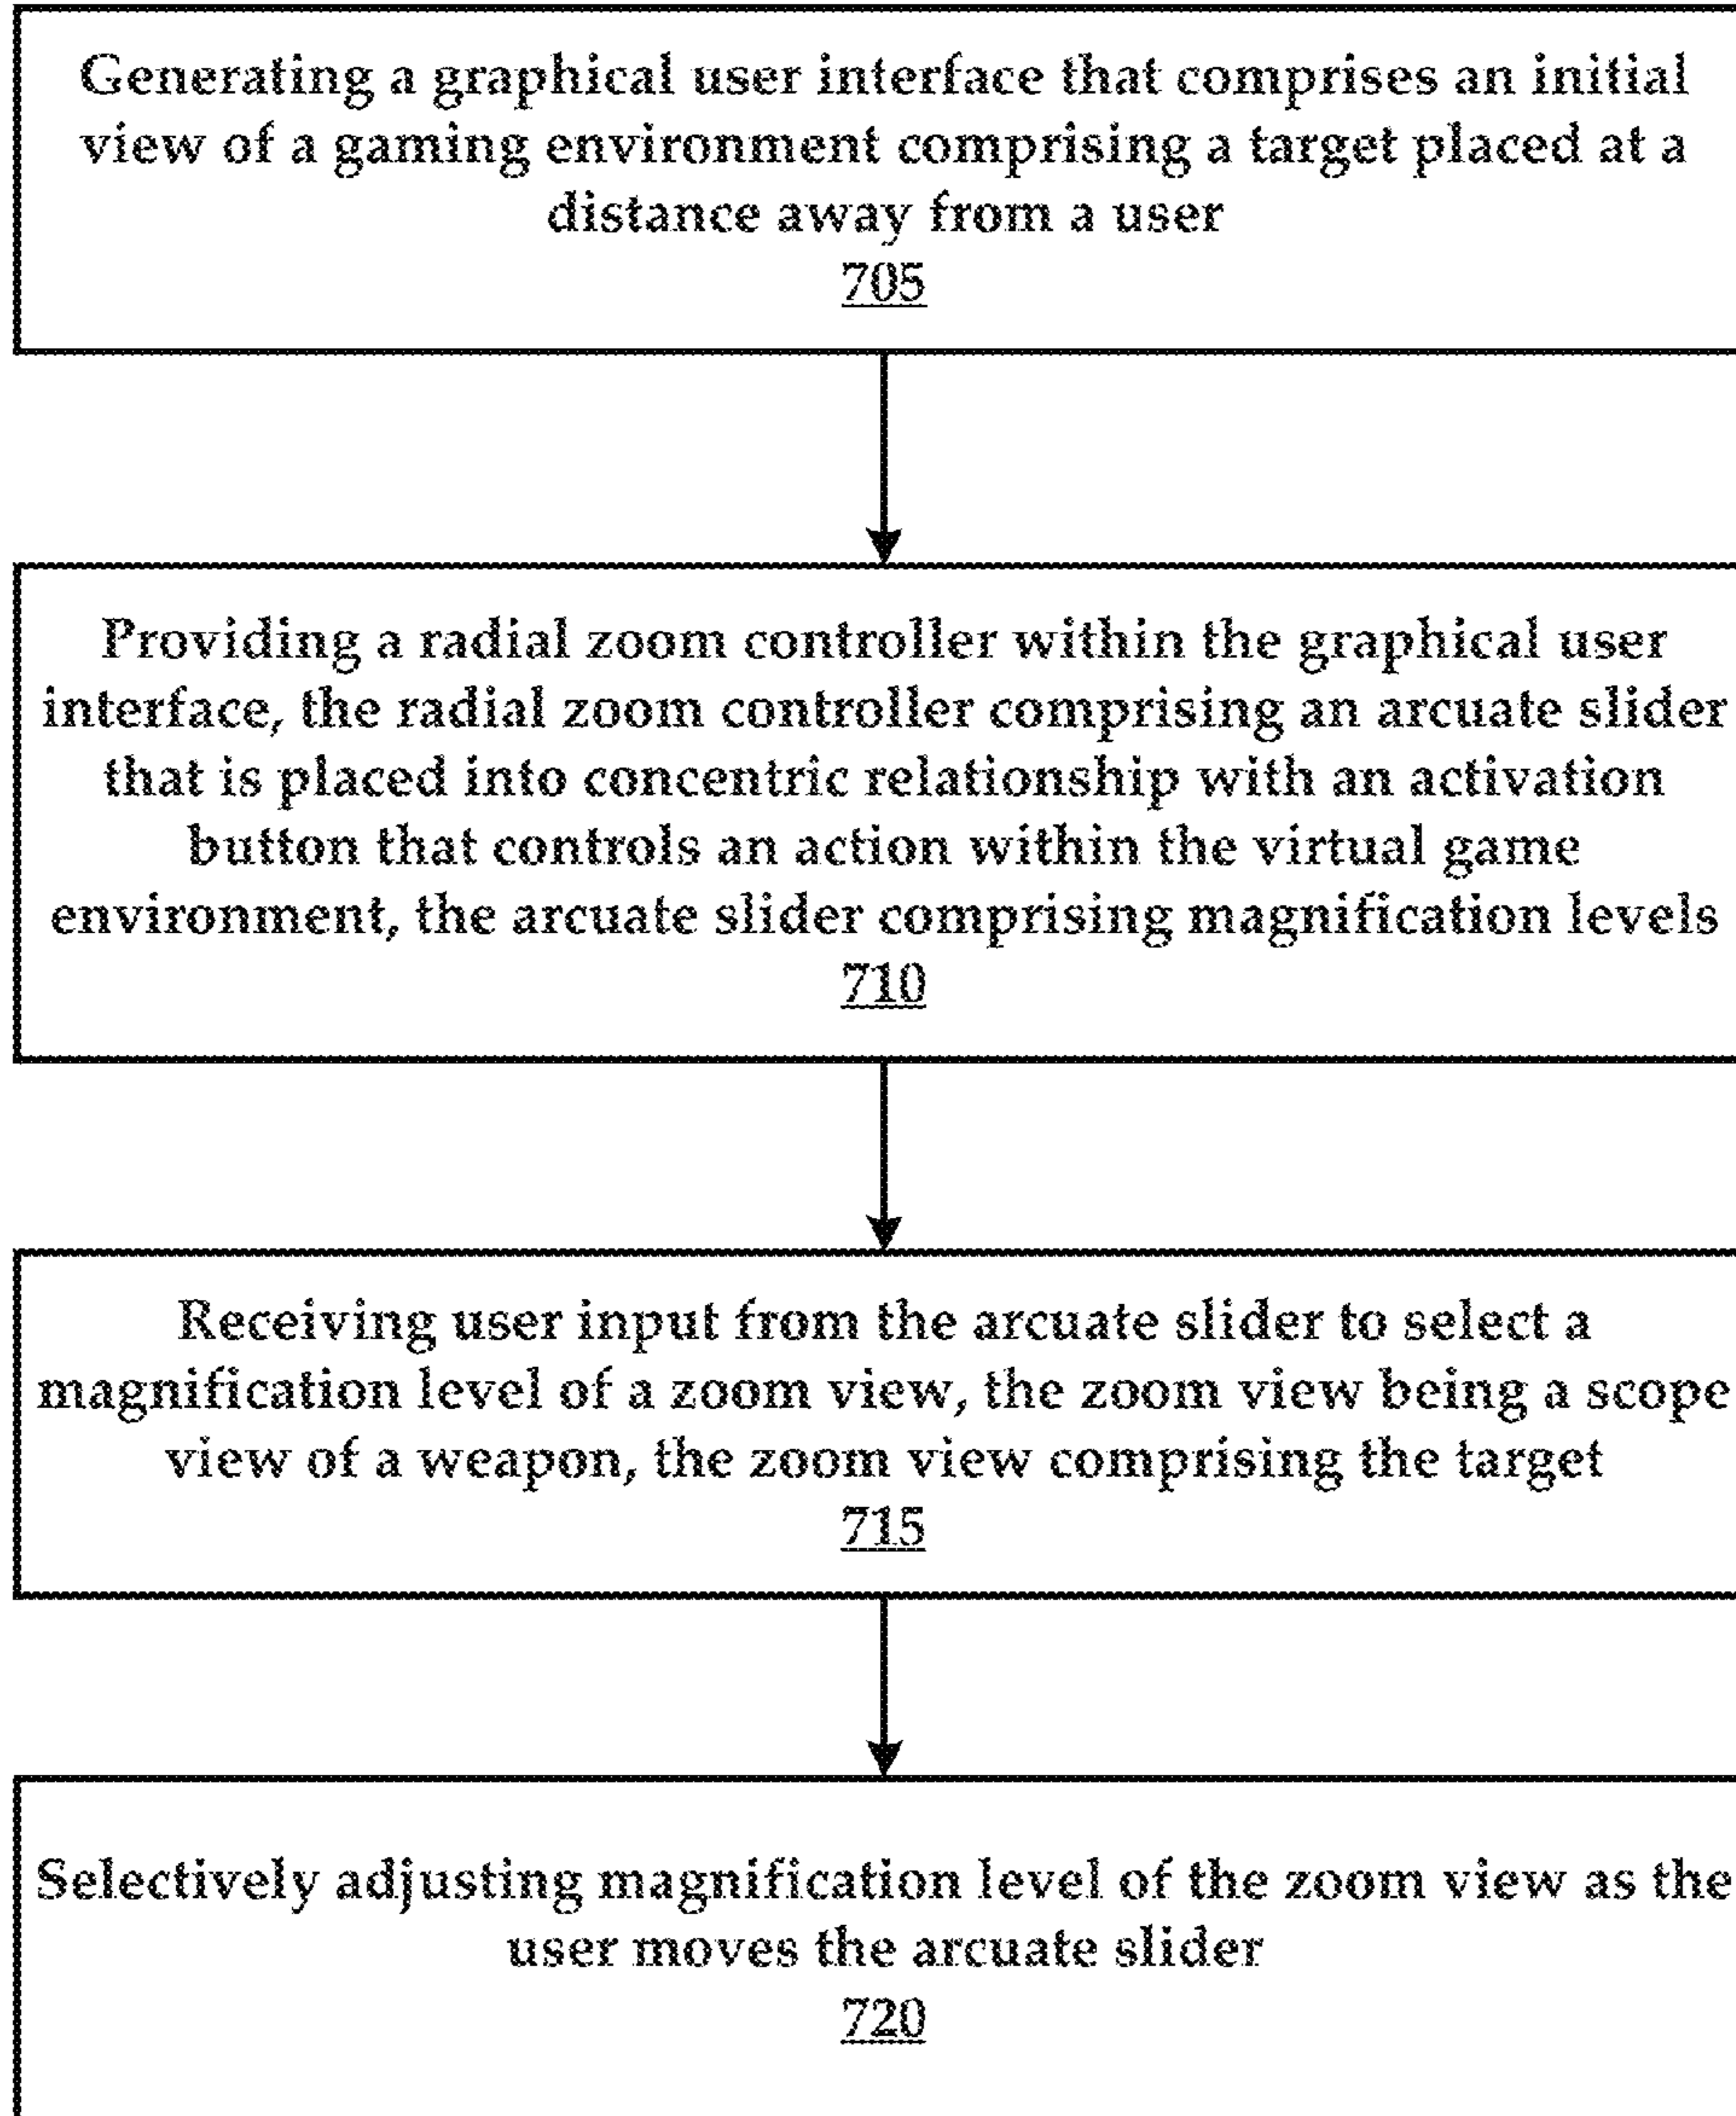 Generating a graphical user interface that comprises an initial
view of a gaming environment comprising a target placed at a
distance away from a user
705
Providing a radial zoom controller within the graphical user
interface, the radial zoom controller comprising an arcuate slider
that is placed into concentric relationship with an activation
button that controls an action within the virtual game
environment, the arcuate slider comprising magnification levels
710
Receiving user input from the arcuate slider to select a
magnification level of a zoom view, the zoom view being a scope
view of a weapon, the zoom view comprising the target
715
Selectively adjusting magnification level of the zoom view as the
user moves the arcuate slider
720